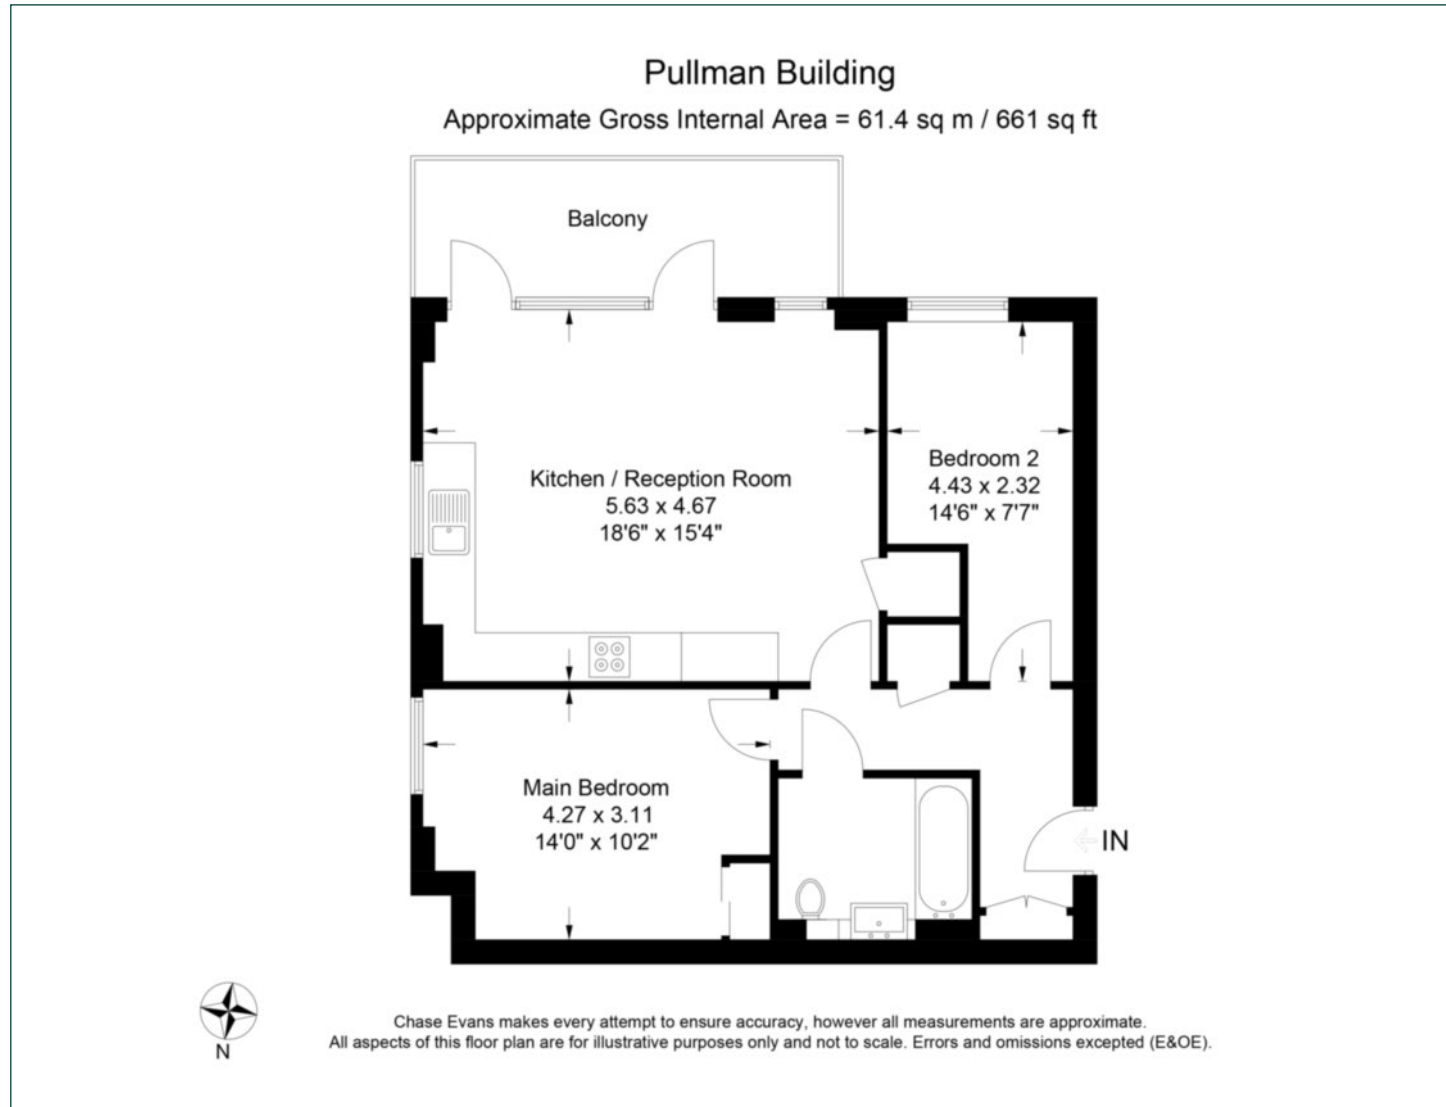 Pullman Building
Approximate Gross Internal Area = 61.4 sq m / 661 sq ft
Balcony
Kitchen / Reception Room
5.63 x 4.67
18'6" x 15'4"
Bedroom 2
4.43 x 2.32
14'6" x 7'7"
Main Bedroom
4.27 x 3.11
14'0" x 10'2"
IN
N
Chase Evans makes every attempt to ensure accuracy, however all measurements are approximate.
All aspects of this floor plan are for illustrative purposes only and not to scale. Errors and omissions excepted (E&OE).